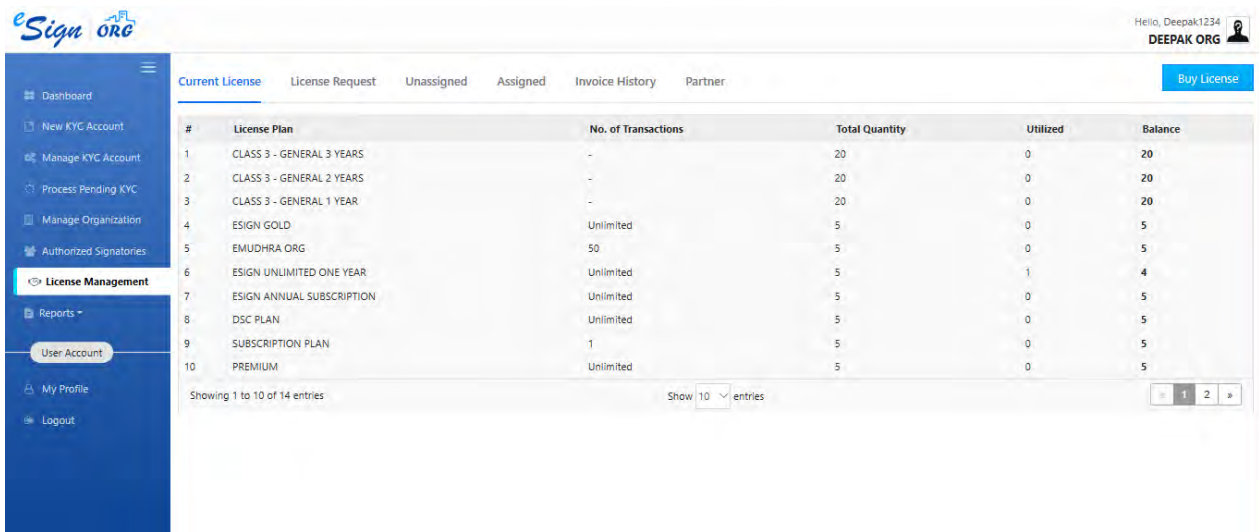 eSign ORG
Hello, Deepak1234
DEEPAK ORG
Dashboard
New KYC Account
Manage KYC Account
Process Pending KYC
Manage Organization
Authorized Signatories
License Management
Reports
User Account
My Profile
Logout
Current License License Request Unassigned Assigned Invoice History Partner Buy License
# License Plan No. of Transactions Total Quantity Utilized Balance
1 CLASS 3 - GENERAL 3 YEARS - 20 0 20
2 CLASS 3 - GENERAL 2 YEARS - 20 0 20
3 CLASS 3 - GENERAL 1 YEAR - 20 0 20
4 ESIGN GOLD Unlimited 5 0 5
5 EMUDHRA ORG 50 5 0 5
6 ESIGN UNLIMITED ONE YEAR Unlimited 5 1 4
7 ESIGN ANNUAL SUBSCRIPTION Unlimited 5 0 5
8 DSC PLAN Unlimited 5 0 5
9 SUBSCRIPTION PLAN 1 5 0 5
10 PREMIUM Unlimited 5 0 5
Showing 1 to 10 of 14 entries Show 10 entries « 1 2 »